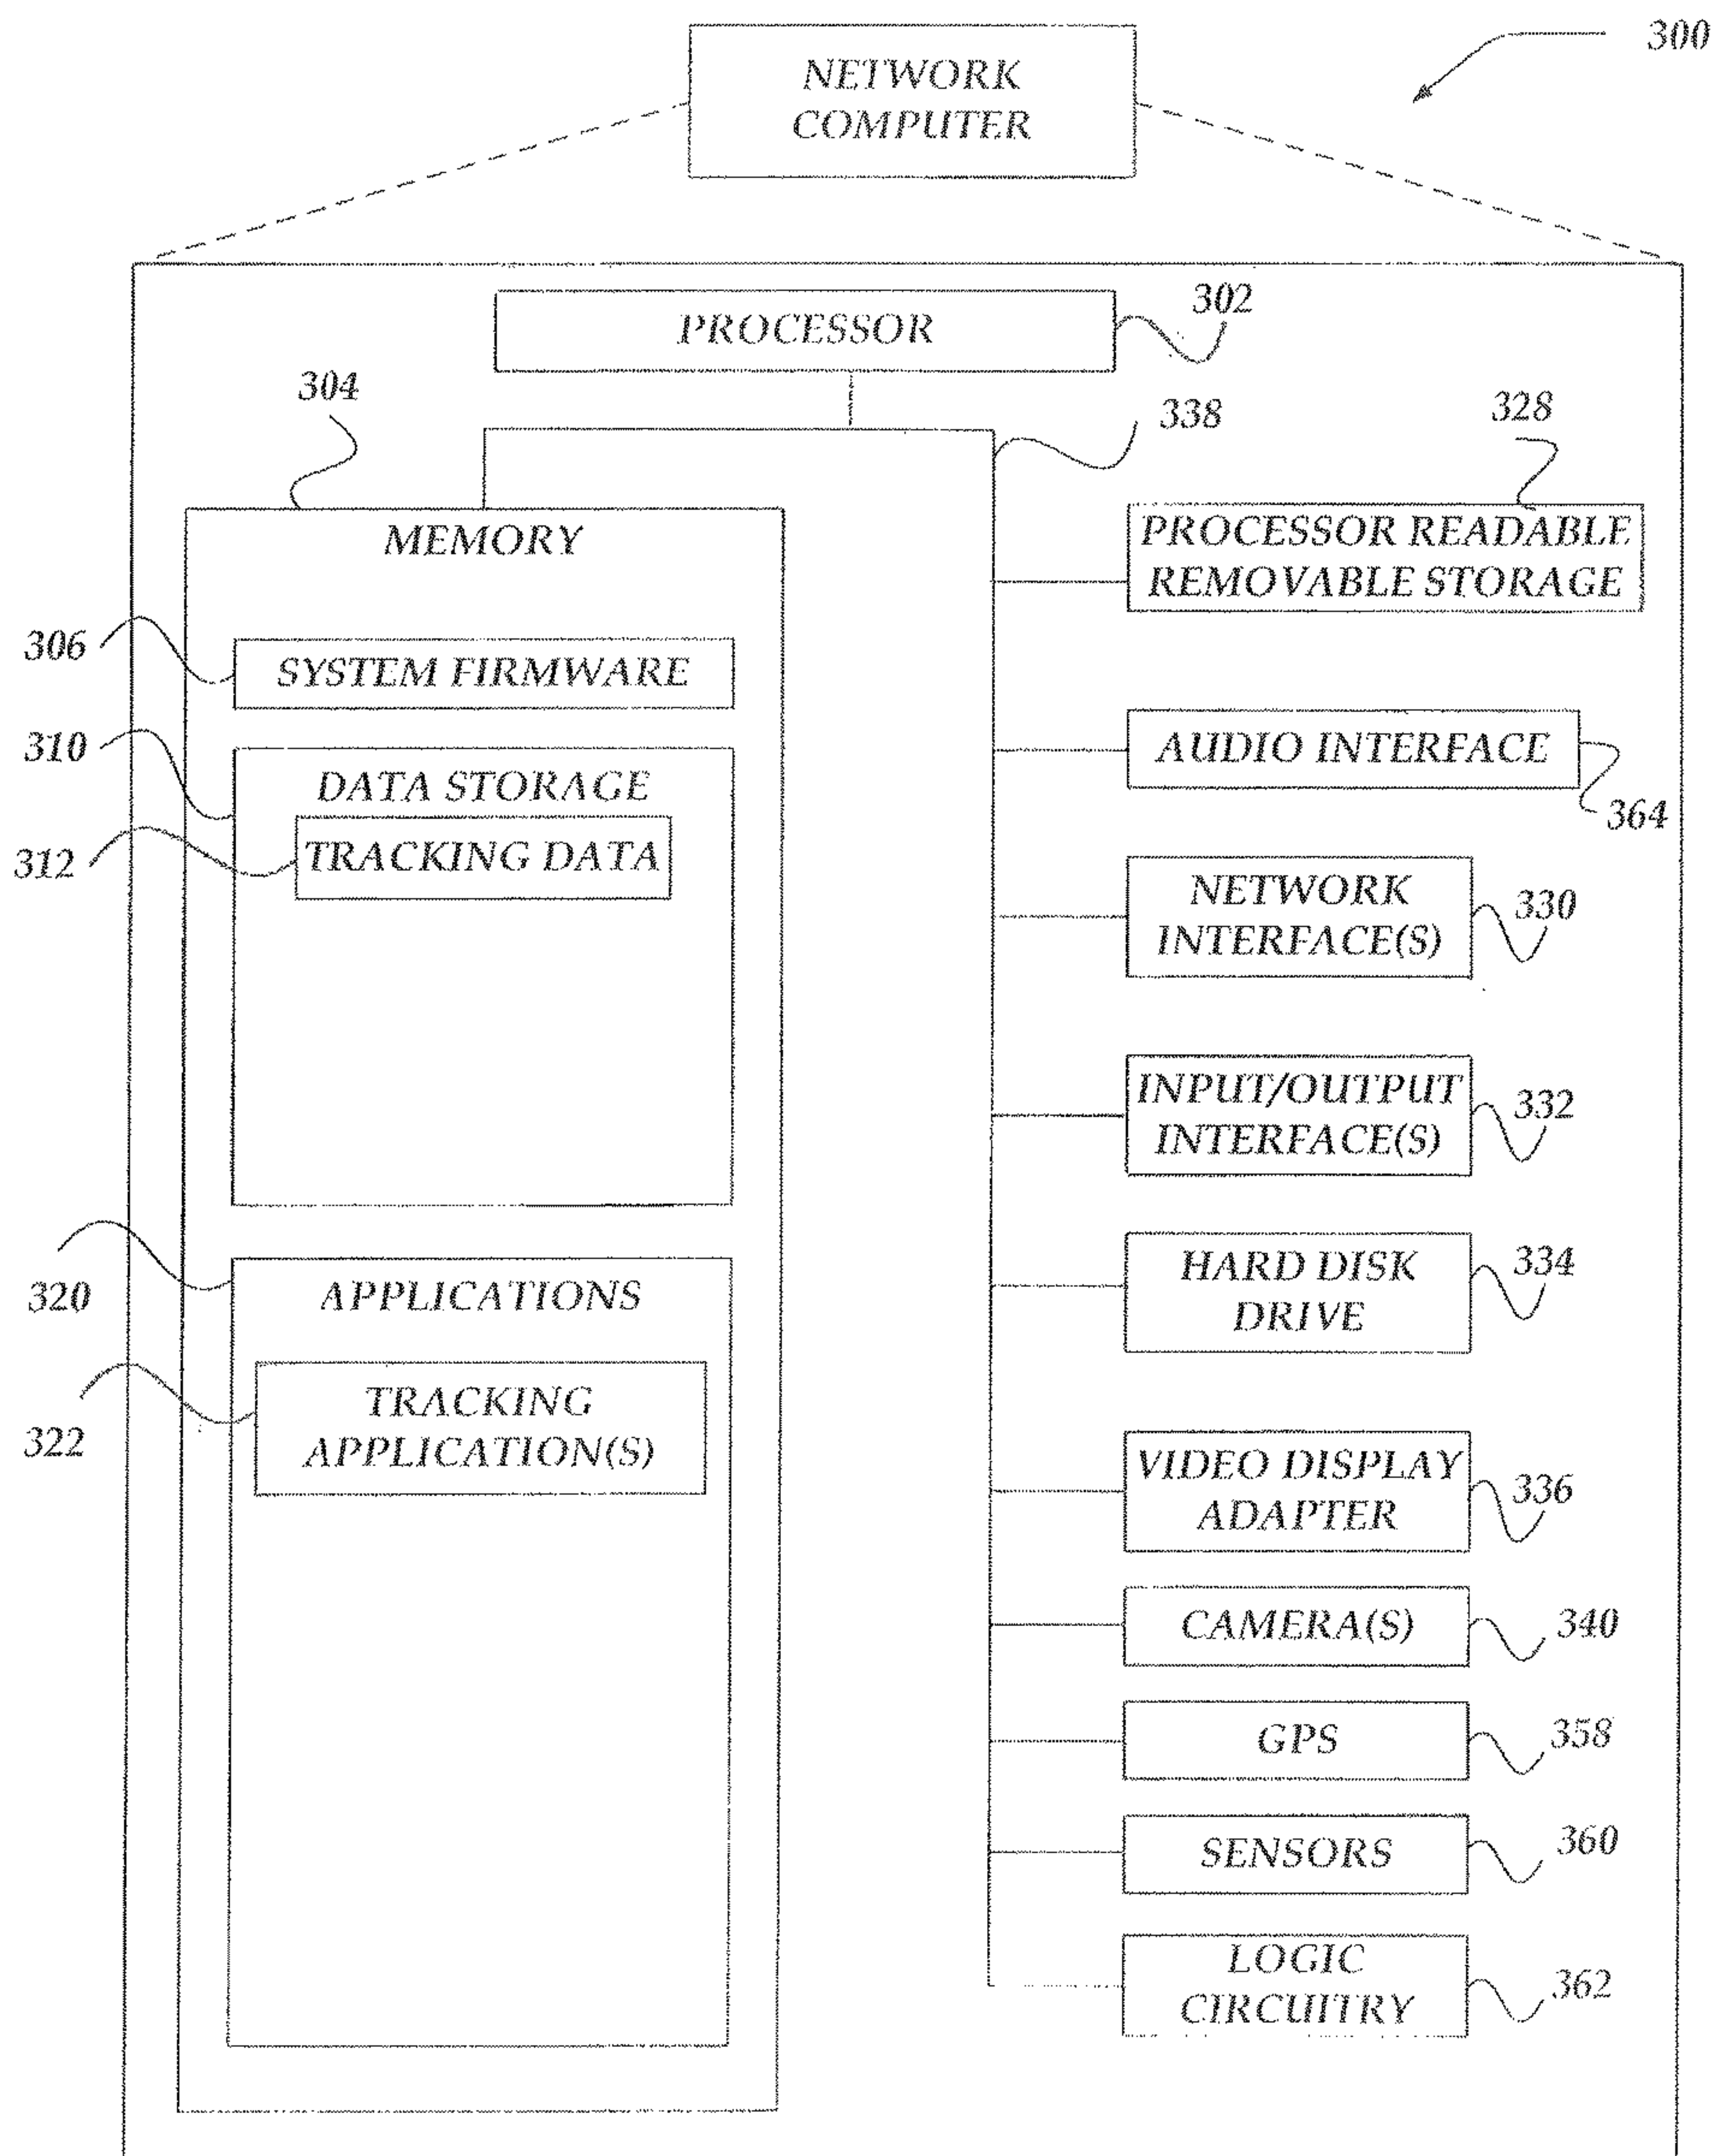 300
NETWORK
COMPUTER
PROCESSOR
302
304
338
328
MEMORY
PROCESSOR READABLE
REMOVABLE STORAGE
306
SYSTEM FIRMWARE
310
DATA STORAGE
312
TRACKING DATA
AUDIO INTERFACE
364
NETWORK
INTERFACE(S)
330
INPUT/OUTPUT
INTERFACE(S)
332
320
APPLICATIONS
322
TRACKING
APPLICATION(S)
HARD DISK
DRIVE
334
VIDEO DISPLAY
ADAPTER
336
CAMERA(S)
340
GPS
358
SENSORS
360
LOGIC
CIRCUITRY
362